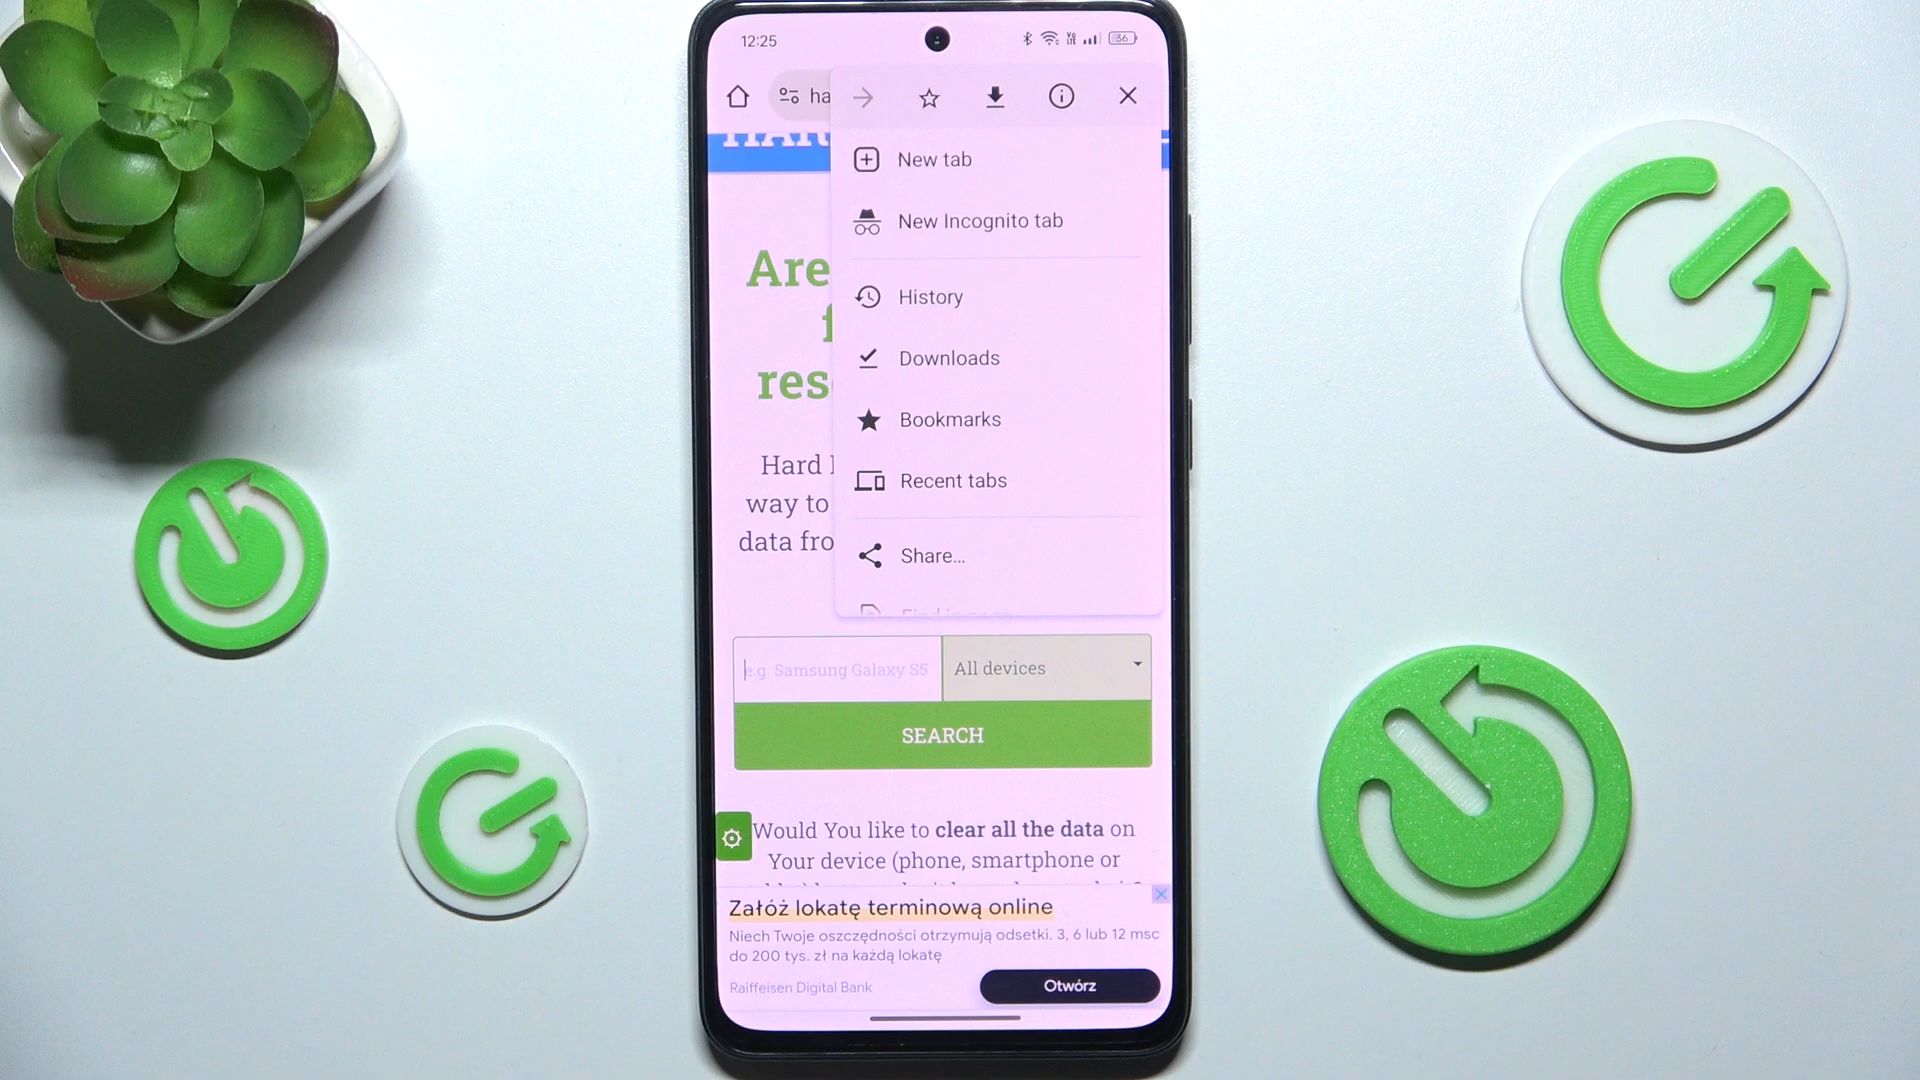 12:25
36
ha
New tab
New Incognito tab
Are
History
res
Downloads
Bookmarks
Hard
way to
Recent tabs
data fro
Share...
e.g. Samsung Galaxy S5
All devices
SEARCH
Would You like to clear all the data on
Your device (phone, smartphone or
Załóż lokatę terminową online
Niech Twoje oszczędności otrzymują odsetki. 3, 6 lub 12 msc
do 200 tys. zł na każdą lokatę
Raiffeisen Digital Bank
Otwórz